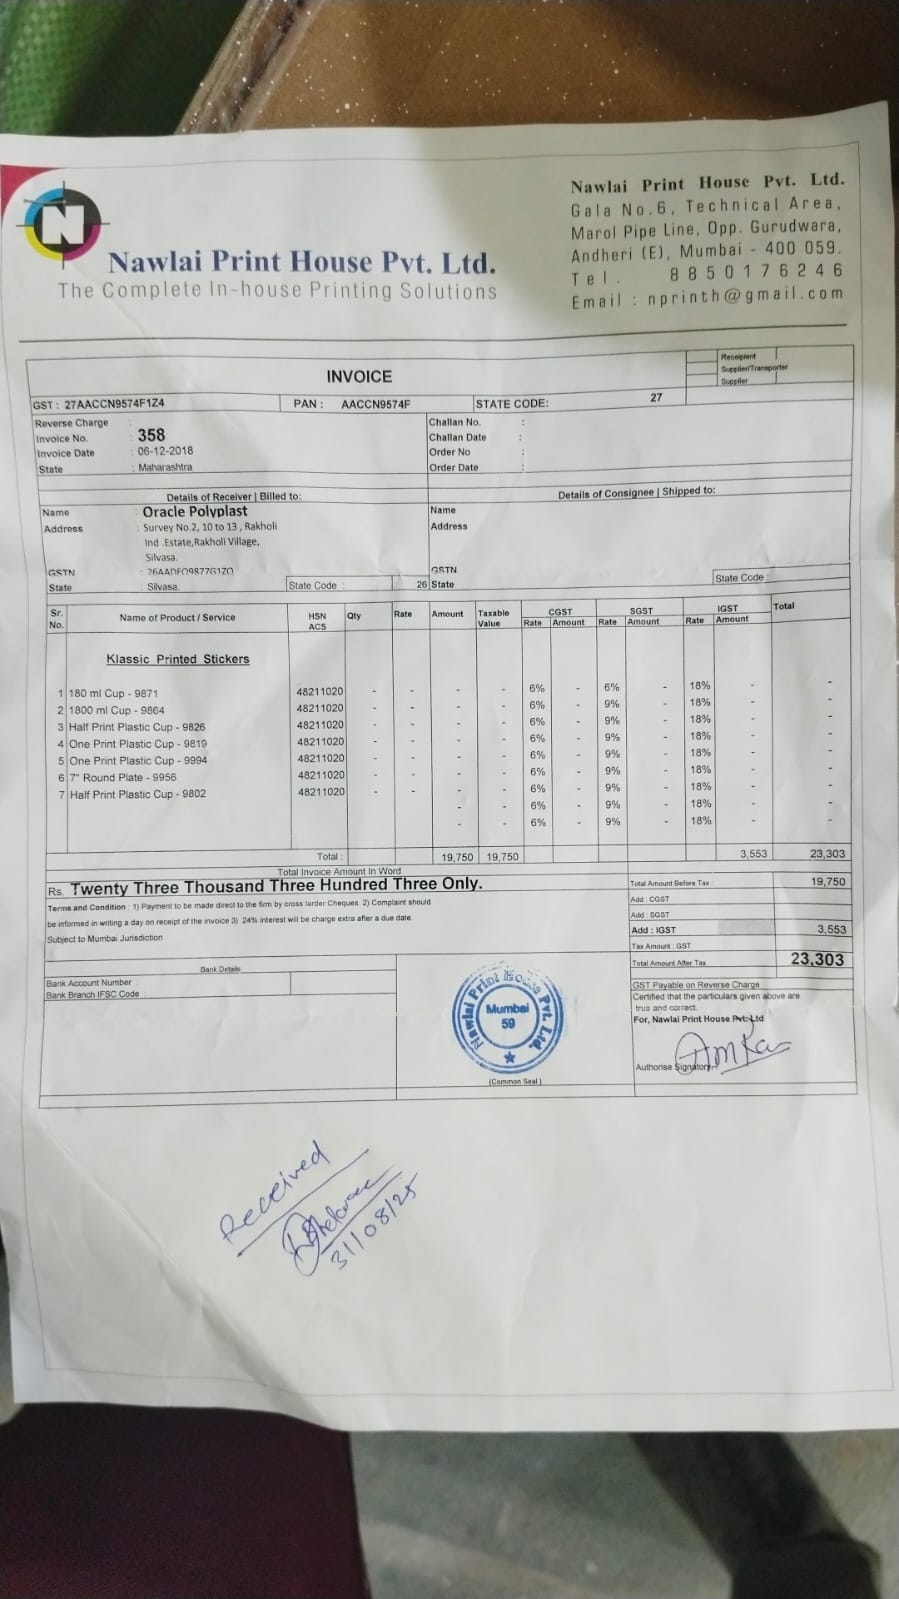 Nawlai Print House Pvt. Ltd.
The Complete In-house Printing Solutions
Nawlai Print House Pvt. Ltd.
Gala No.6, Technical Area,
Marol Pipe Line, Opp. Gurudwara,
Andheri (E), Mumbai - 400 059.
Tel. 8850176246
Email : nprinth@gmail.com
INVOICE
Receipient
Supplier/Transporter
Supplier
GST : 27AACCN9574F1Z4 PAN : AACCN9574F STATE CODE: 27
Reverse Charge :
Invoice No. : 358
Invoice Date : 06-12-2018
State : Maharashtra
Challan No. :
Challan Date :
Order No :
Order Date :
Details of Receiver | Billed to:
Name : Oracle Polyplast
Address : Survey No.2, 10 to 13 , Rakholi
Ind .Estate,Rakholi Village,
Silvasa.
GSTN : 26AADFO9877G1ZO
State : Silvasa. State Code : 26
Details of Consignee | Shipped to:
Name
Address
GSTN
State State Code :
Sr. No. Name of Product / Service HSN ACS Qty Rate Amount Taxable Value CGST Rate Amount SGST Rate Amount IGST Rate Amount Total
Klassic Printed Stickers
1 180 ml Cup - 9871 48211020 - - - - 6% - 6% - 18% - -
2 1800 ml Cup - 9864 48211020 - - - - 6% - 9% - 18% - -
3 Half Print Plastic Cup - 9826 48211020 - - - - 6% - 9% - 18% - -
4 One Print Plastic Cup - 9819 48211020 - - - - 6% - 9% - 18% - -
5 One Print Plastic Cup - 9994 48211020 - - - - 6% - 9% - 18% - -
6 7" Round Plate - 9956 48211020 - - - - 6% - 9% - 18% - -
7 Half Print Plastic Cup - 9802 48211020 - - - - 6% - 9% - 18% - -
- - 6% - 9% - 18% - -
- - 6% - 9% - 18% - -
Total : 19,750 19,750 3,553 23,303
Total Invoice Amount In Word
Rs. Twenty Three Thousand Three Hundred Three Only.
Terms and Condition : 1) Payment to be made direct to the firm by cross larder Cheques. 2) Complaint should
be informed in writing a day on receipt of the invoice 3) 24% interest will be charge extra after a due date.
Subject to Mumbai Jurisdiction
Total Amount Before Tax : 19,750
Add : CGST
Add : SGST
Add : IGST 3,553
Tax Amount : GST
Total Amount After Tax 23,303
Bank Details
Bank Account Number
Bank Branch IFSC Code :
Nawlai Print House Pvt. Ltd.
Mumbai
59
(Common Seal )
GST Payable on Reverse Charge
Certified that the particulars given above are
true and correct.
For, Nawlai Print House Pvt. Ltd
Authorise Signatory
Received
31/08/25